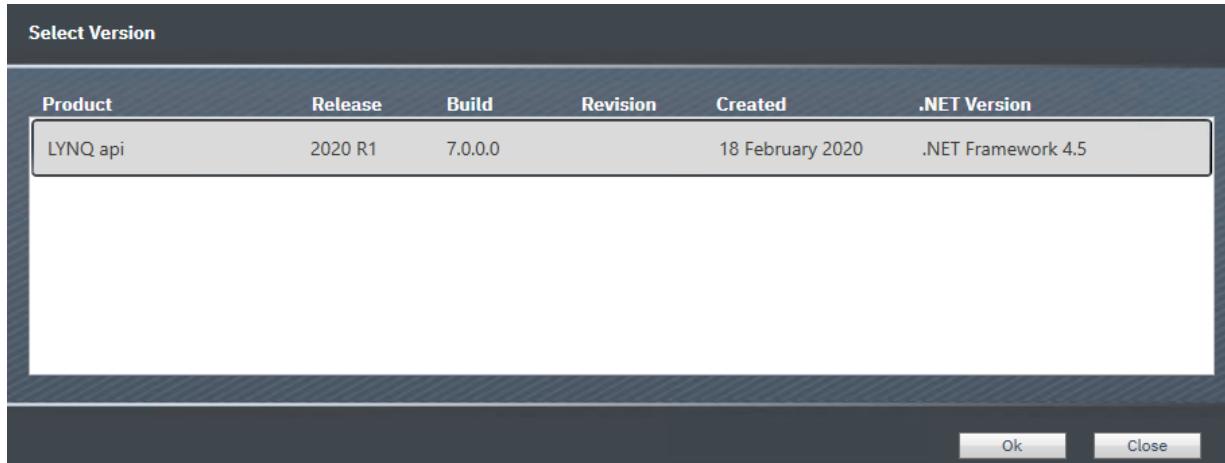 Select Version
Product Release Build Revision Created .NET Version
LYNQ api 2020 R1 7.0.0.0 18 February 2020 .NET Framework 4.5
Ok Close